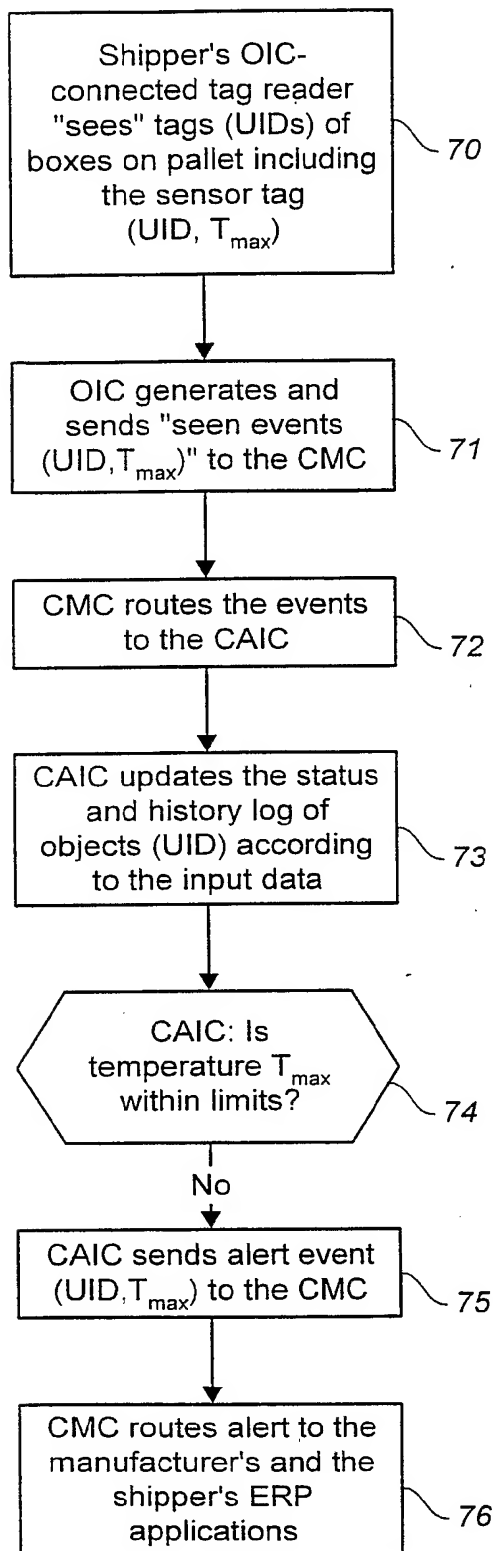 Shipper's OIC-
connected tag reader
"sees" tags (UIDs) of
boxes on pallet including
the sensor tag
(UID, Tmax)
70
OIC generates and
sends "seen events
(UID,Tmax)" to the CMC
71
CMC routes the events
to the CAIC
72
CAIC updates the status
and history log of
objects (UID) according
to the input data
73
CAIC: Is
temperature Tmax
within limits?
74
No
CAIC sends alert event
(UID,Tmax) to the CMC
75
CMC routes alert to the
manufacturer's and the
shipper's ERP
applications
76